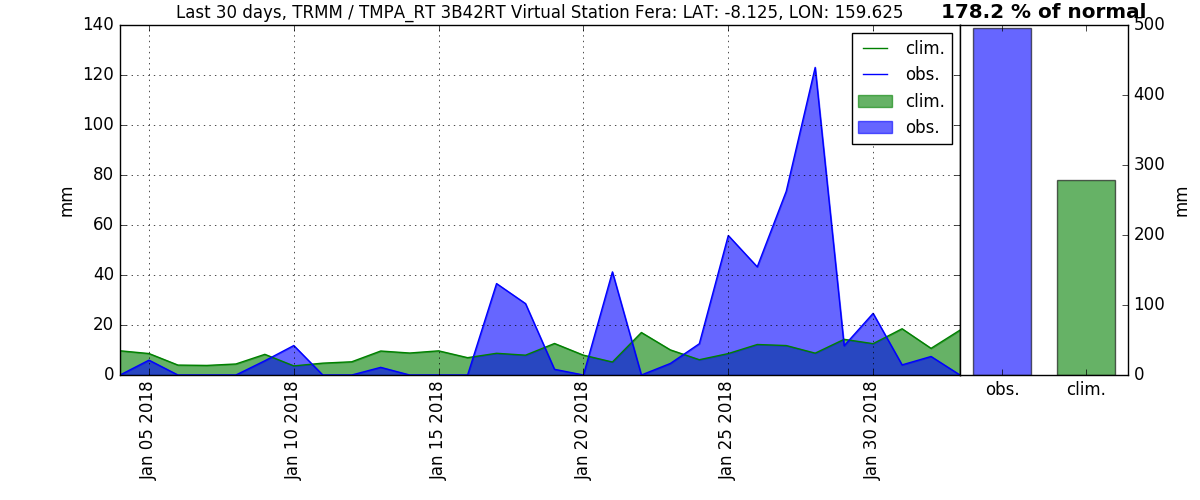 Last 30 days, TRMM / TMPA_RT 3B42RT Virtual Station Fera: LAT: -8.125, LON: 159.625
178.2 % of normal
140
120
100
80
60
40
20
0
mm
clim.
obs.
clim.
obs.
Jan 05 2018
Jan 10 2018
Jan 15 2018
Jan 20 2018
Jan 25 2018
Jan 30 2018
500
400
300
200
100
0
mm
obs.
clim.